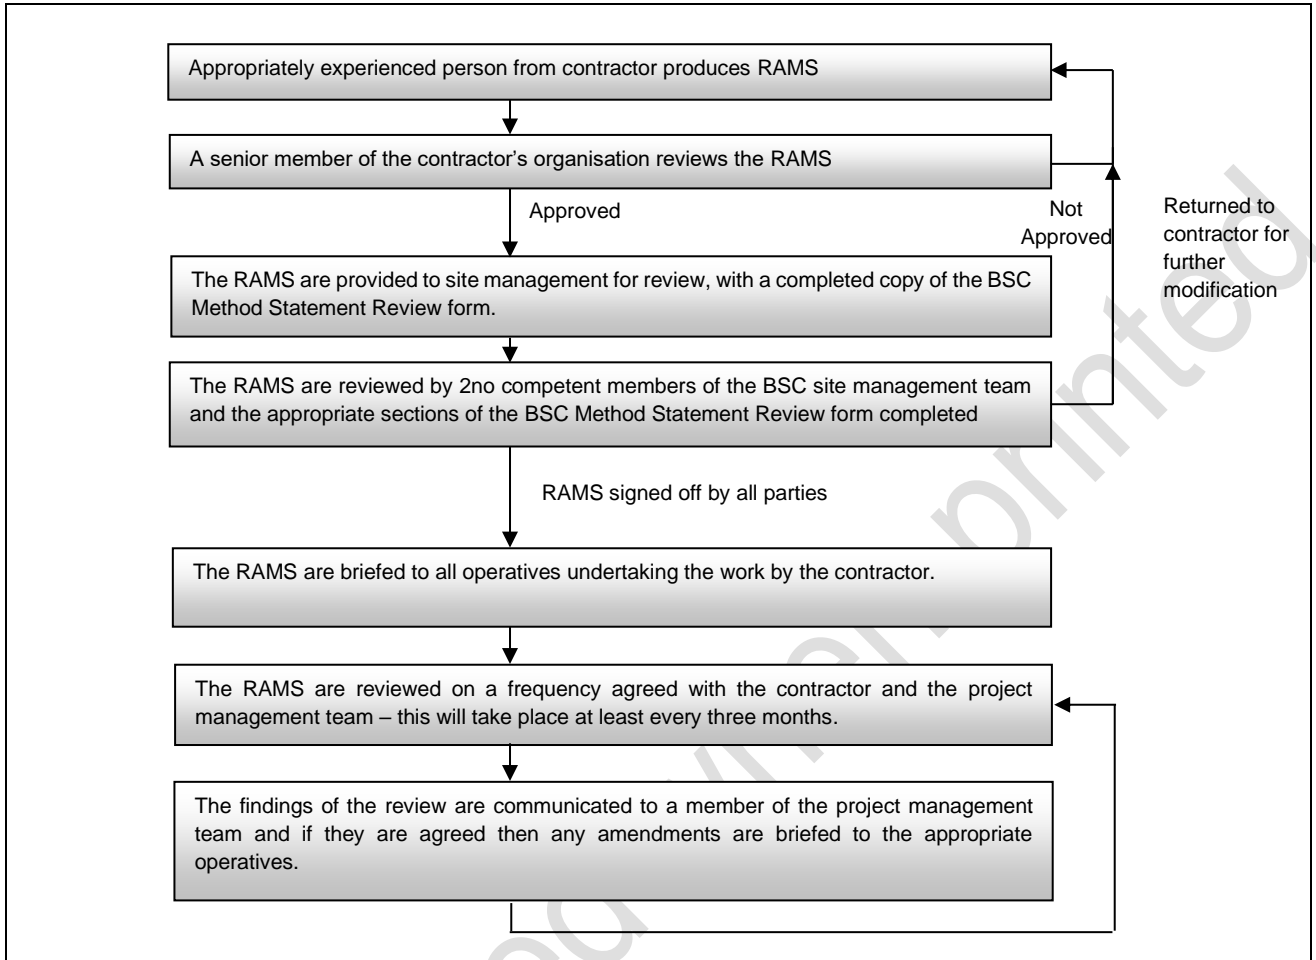 Appropriately experienced person from contractor produces RAMS
A senior member of the contractor's organisation reviews the RAMS
Approved
Not
Approved
Returned to
contractor for
further
modification
The RAMS are provided to site management for review, with a completed copy of the BSC
Method Statement Review form.
The RAMS are reviewed by 2no competent members of the BSC site management team
and the appropriate sections of the BSC Method Statement Review form completed
RAMS signed off by all parties
The RAMS are briefed to all operatives undertaking the work by the contractor.
The RAMS are reviewed on a frequency agreed with the contractor and the project
management team – this will take place at least every three months.
The findings of the review are communicated to a member of the project management
team and if they are agreed then any amendments are briefed to the appropriate
operatives.
printed